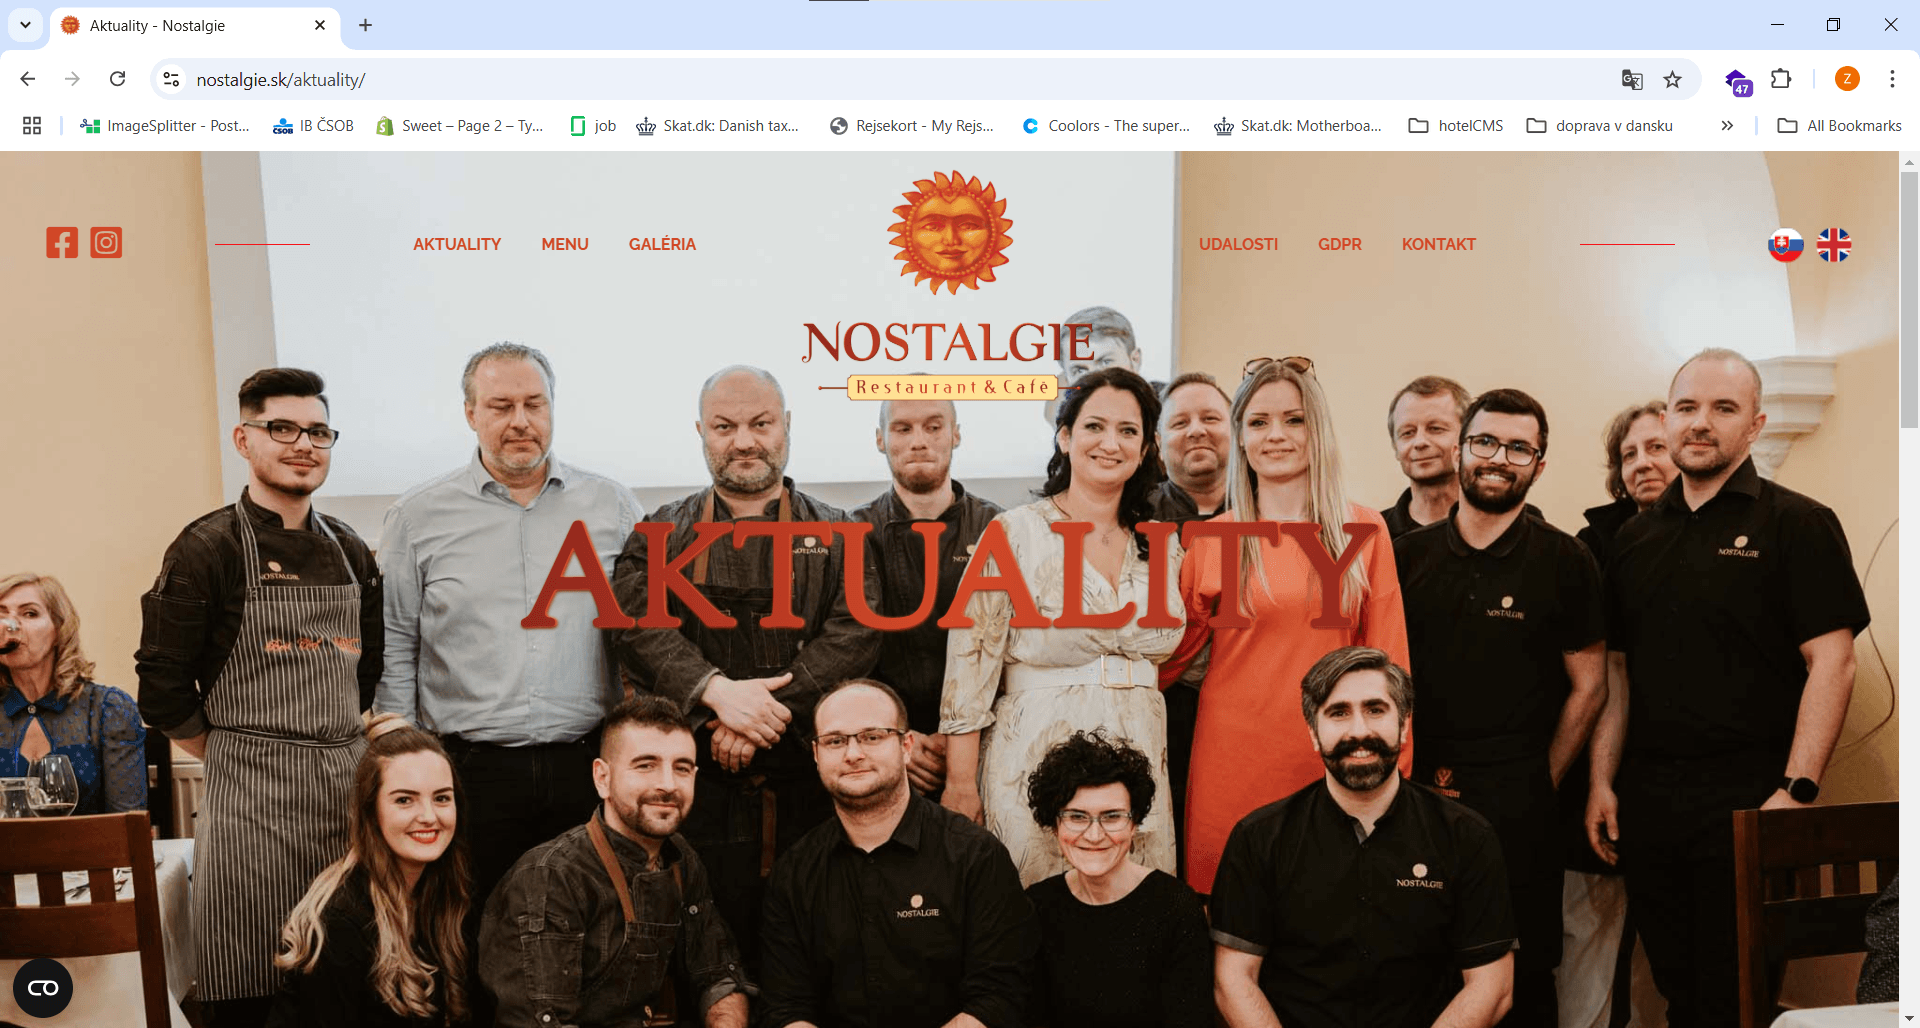 Aktuality - Nostalgie
nostalgie.sk/aktuality/
47
Z
ImageSplitter - Post...
ČSOB
IB ČSOB
Sweet – Page 2 – Ty...
job
Skat.dk: Danish tax...
Rejsekort - My Rejs...
Coolors - The super...
Skat.dk: Motherboa...
hotelCMS
doprava v dansku
All Bookmarks
AKTUALITY
MENU
GALÉRIA
UDALOSTI
GDPR
KONTAKT
NOSTALGIE
Restaurant & Café
AKTUALITY
NOSTALGIE
NOSTALGIE
NOSTALGIE
NOSTALGIE
NOSTALGIE
NOSTALGIE